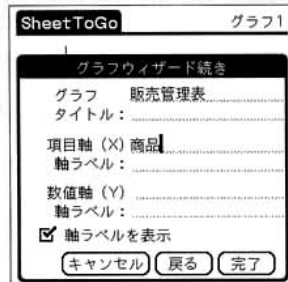 SheetToGo グラフ1
グラフウィザード続き
グラフ 販売管理表
タイトル：
項目軸（X）商品
軸ラベル：
数値軸（Y）
軸ラベル：
軸ラベルを表示
キャンセル 戻る 完了